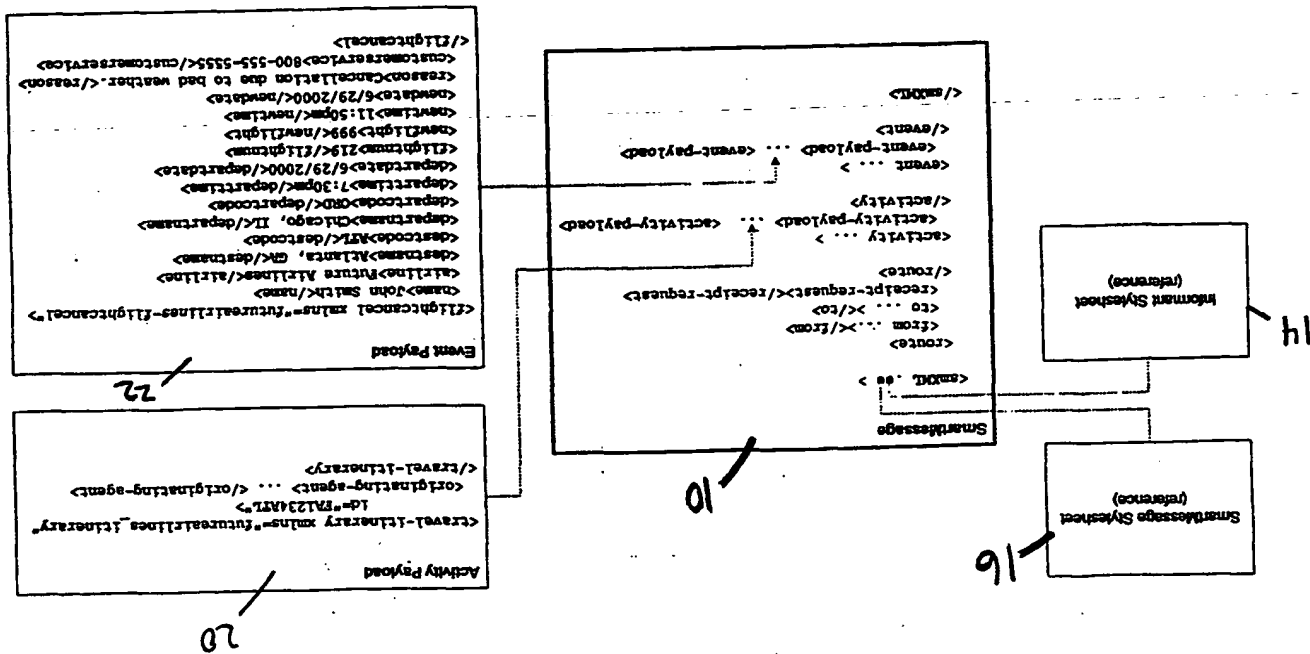 20
16
SmartMessage Stylesheet
(reference)
10
Activity Payload
<travel-itinerary xmlns="futureairlines_itinerary"
id="FA1234ATL">
<originating-agent> ... </originating-agent>
</travel-itinerary>
SmartMessage
<smXML .. >
<route>
<from ...></from>
<to ... ></to>
<receipt-request></receipt-request>
</route>
<activity ... >
<activity-payload> ... <activity-payload>
</activity>
<event ... >
<event-payload> ... <event-payload>
</event>
</smXML>
14
Informant Stylesheet
(reference)
22
Event Payload
<flightcancel xmlns="futureairlines-flightcancel">
<name>John Smith</name>
<airline>Future Airlines</airline>
<destname>Atlanta, GA</destname>
<destcode>ATL</destcode>
<departname>Chicago, IL</departname>
<departcode>ORD</departcode>
<departtime>7:30pm</departtime>
<departdate>6/29/2000</departdate>
<flightnum>219</flightnum>
<newflight>999</newflight>
<newtime>11:50pm</newtime>
<newdate>6/29/2000</newdate>
<reason>Cancellation due to bad weather.</reason>
<customerservice>800-555-5555</customerservice>
</flightcancel>